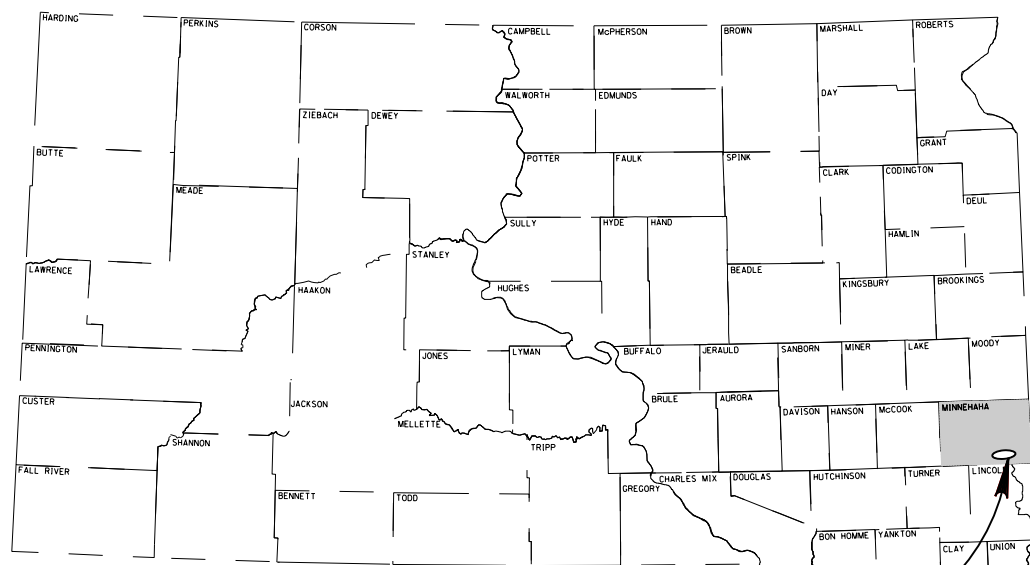 HARDING
PERKINS
CORSON
CAMPBELL
McPHERSON
BROWN
MARSHALL
ROBERTS
WALWORTH
EDMUNDS
DAY
ZIEBACH
DEWEY
GRANT
BUTTE
POTTER
FAULK
SPINK
CLARK
CODINGTON
MEADE
DEUL
SULLY
HYDE
HAND
HAMLIN
STANLEY
LAWRENCE
BEADLE
HAAKON
HUGHES
KINGSBURY
BROOKINGS
PENNINGTON
JONES
LYMAN
BUFFALO
JERAULD
SANBORN
MINER
LAKE
MOODY
CUSTER
JACKSON
BRULE
AURORA
DAVISON
HANSON
McCOOK
MINNEHAHA
MELLETTE
SHANNON
TRIPP
FALL RIVER
CHARLES MIX
DOUGLAS
HUTCHINSON
TURNER
LINCOLN
GREGORY
BENNETT
TODD
BON HOMME
YANKTON
CLAY
UNION